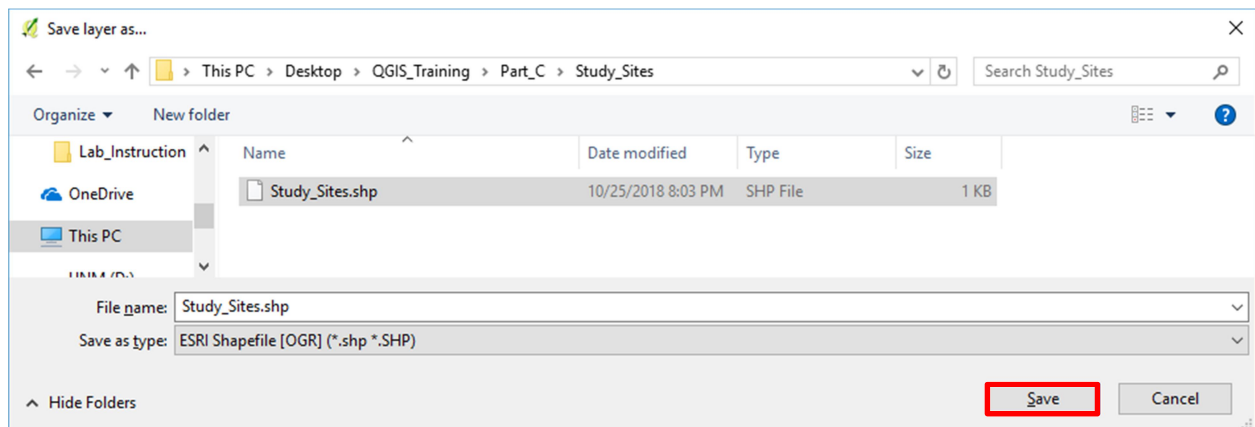 Save layer as...
This PC > Desktop > QGIS_Training > Part_C > Study_Sites
Search Study_Sites
Organize
New folder
Lab_Instruction
Name
Date modified
Type
Size
OneDrive
Study_Sites.shp
10/25/2018 8:03 PM
SHP File
1 KB
This PC
File name: Study_Sites.shp
Save as type: ESRI Shapefile [OGR] (*.shp *.SHP)
Hide Folders
Save
Cancel